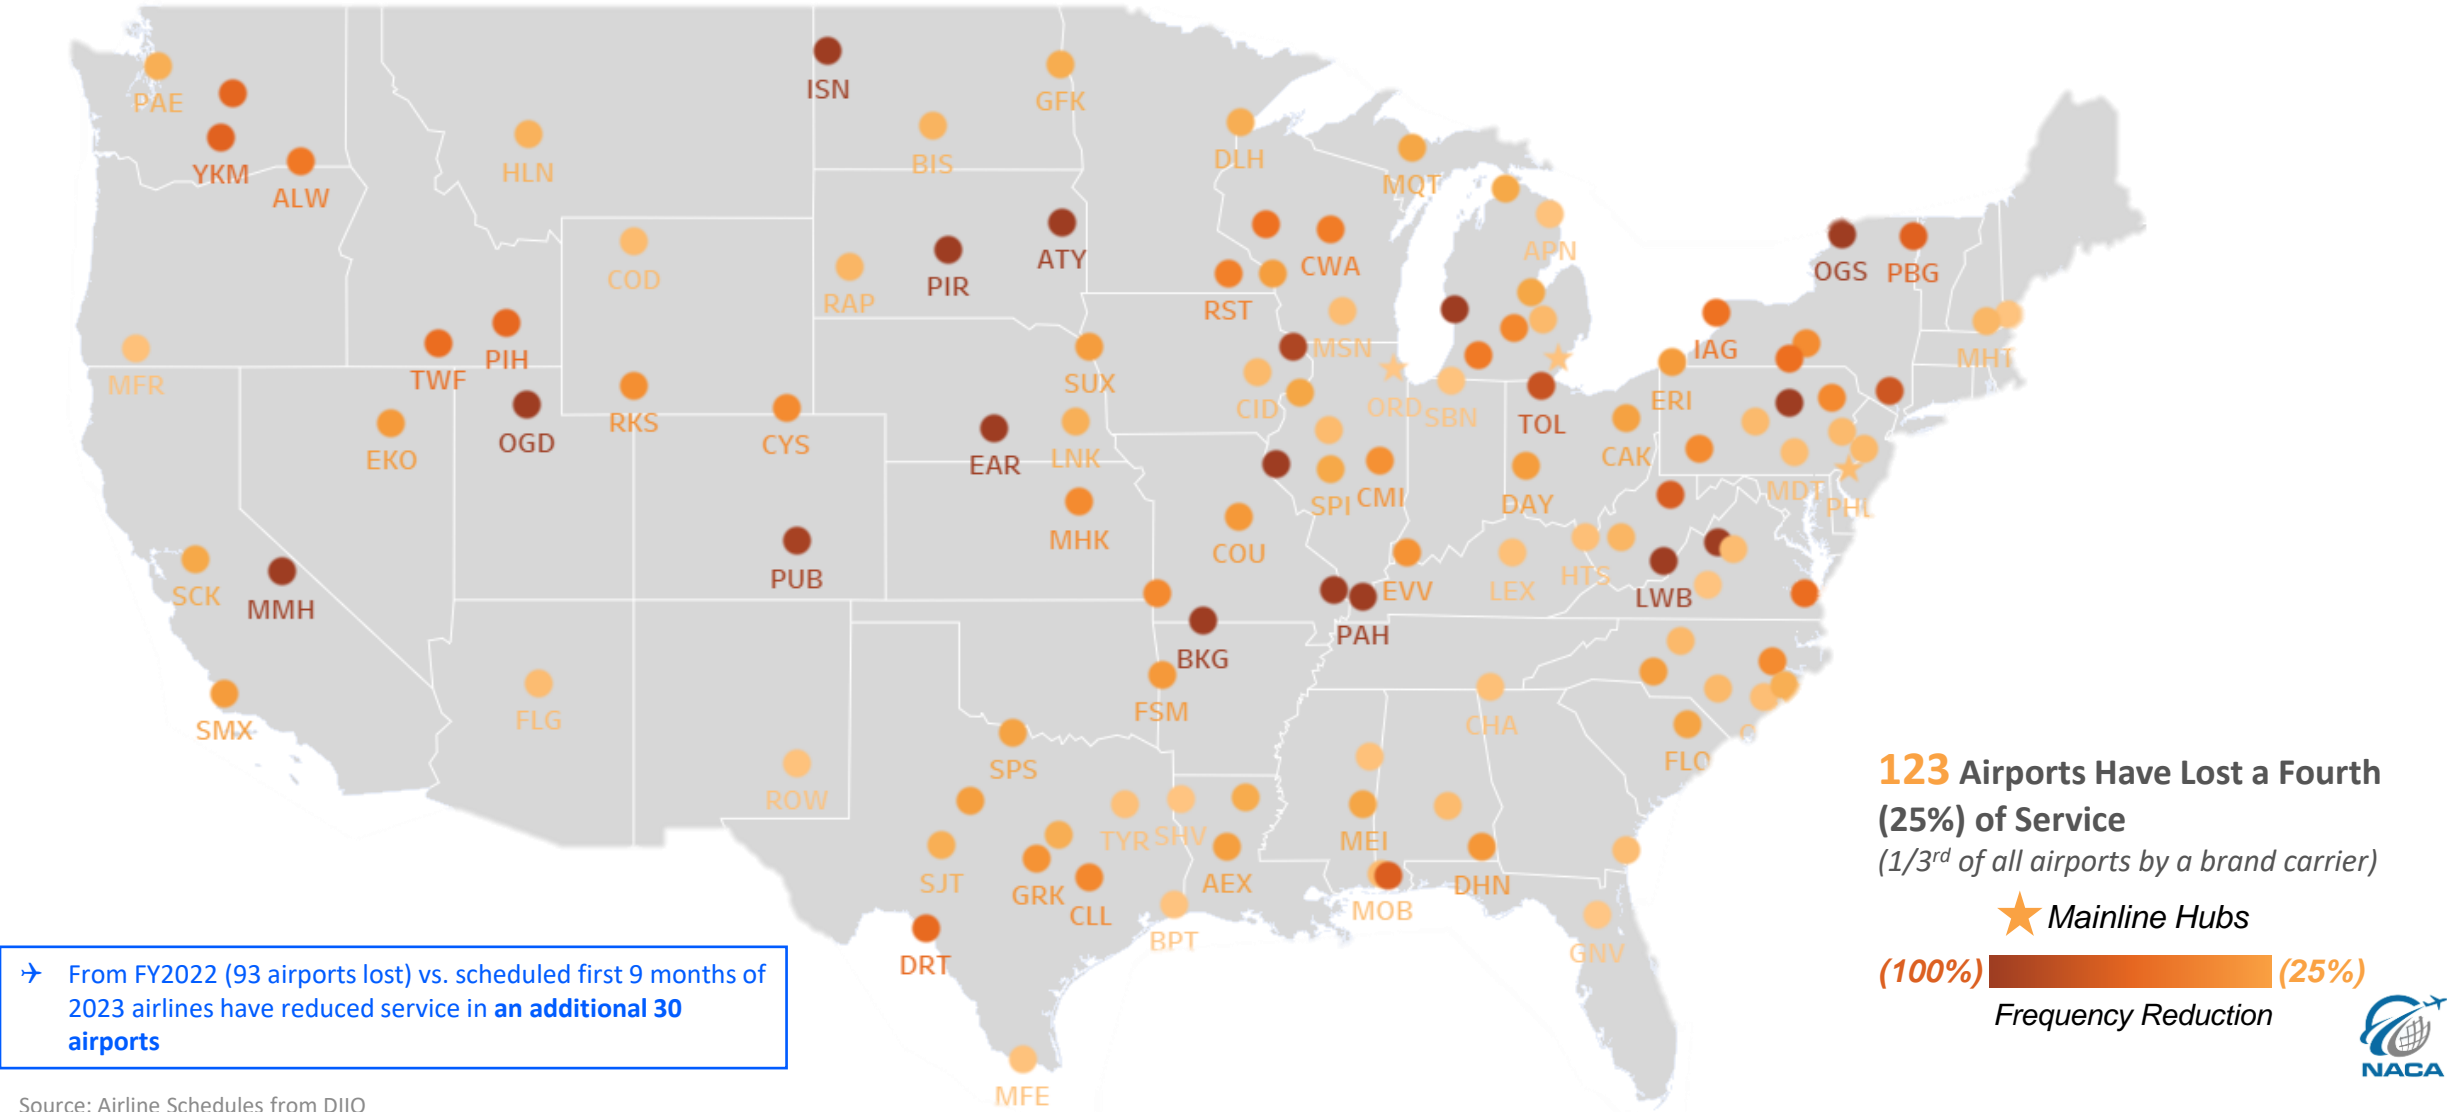 ISN
PAE
GFK
YKM
ALW
HLN
BIS
DLH
MQT
APN
COD
RAP
PIR
ATY
CWA
OGS
PBG
RST
MFR
TWF
PIH
MSN
IAG
MHT
SUX
CID
ORD
SBN
TOL
ERI
EKO
OGD
RKS
CYS
EAR
LNK
CAK
SPI
CMI
DAY
MDT
PHL
SCK
MMH
PUB
MHK
COU
EVV
LEX
HTS
LWB
PAH
BKG
SMX
FLG
FSM
CHA
SPS
FLO
ROW
TYR
SHV
MEI
SJT
GRK
CLL
AEX
MOB
DHN
DRT
BPT
GNV
MFE
123 Airports Have Lost a Fourth
(25%) of Service
(1/3rd of all airports by a brand carrier)
Mainline Hubs
(100%)
(25%)
Frequency Reduction
NACA
From FY2022 (93 airports lost) vs. scheduled first 9 months of
2023 airlines have reduced service in an additional 30
airports
Source: Airline Schedules from DIIO